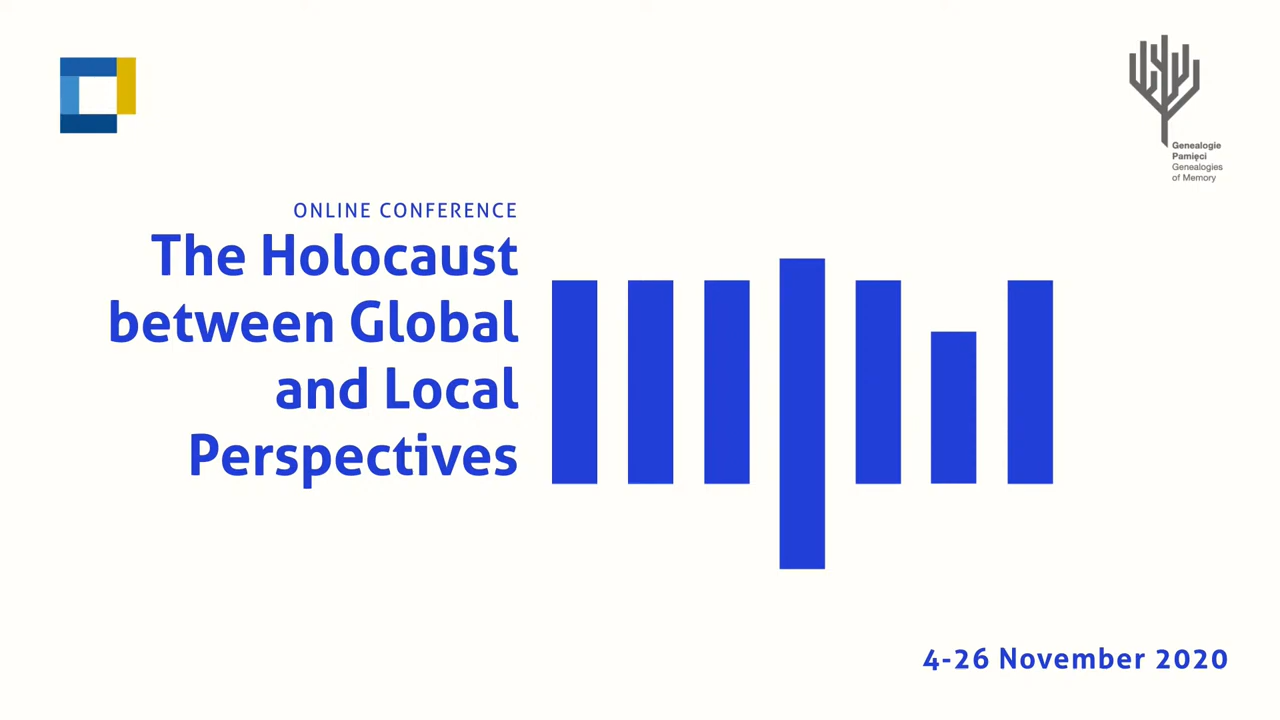 Genealogie
Pamięci
Genealogies
of Memory
ONLINE CONFERENCE
The Holocaust
between Global
and Local
Perspectives
4-26 November 2020